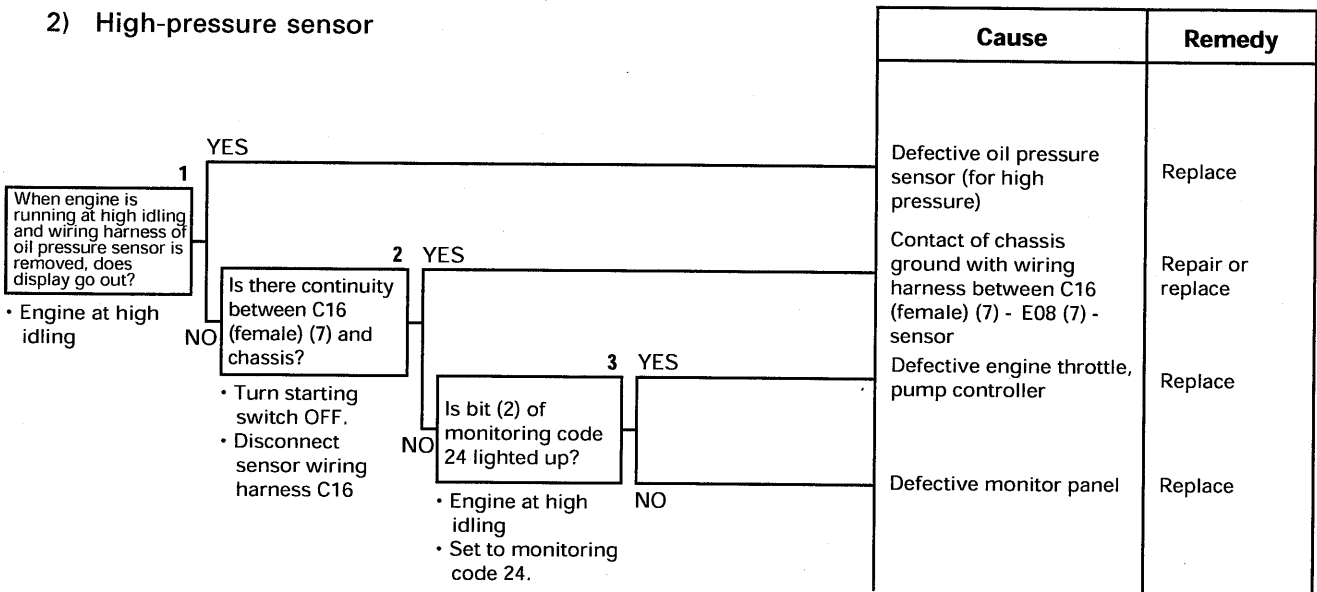 2) High-pressure sensor
Cause
Remedy
YES
1
When engine is
running at high idling
and wiring harness of
oil pressure sensor is
removed, does
display go out?
• Engine at high
idling
NO
2
YES
Is there continuity
between C16
(female) (7) and
chassis?
• Turn starting
switch OFF.
• Disconnect
sensor wiring
harness C16
NO
3
YES
Is bit (2) of
monitoring code
24 lighted up?
• Engine at high
idling
• Set to monitoring
code 24.
NO
Defective oil pressure
sensor (for high
pressure)
Replace
Contact of chassis
ground with wiring
harness between C16
(female) (7) - E08 (7) -
sensor
Repair or
replace
Defective engine throttle,
pump controller
Replace
Defective monitor panel
Replace